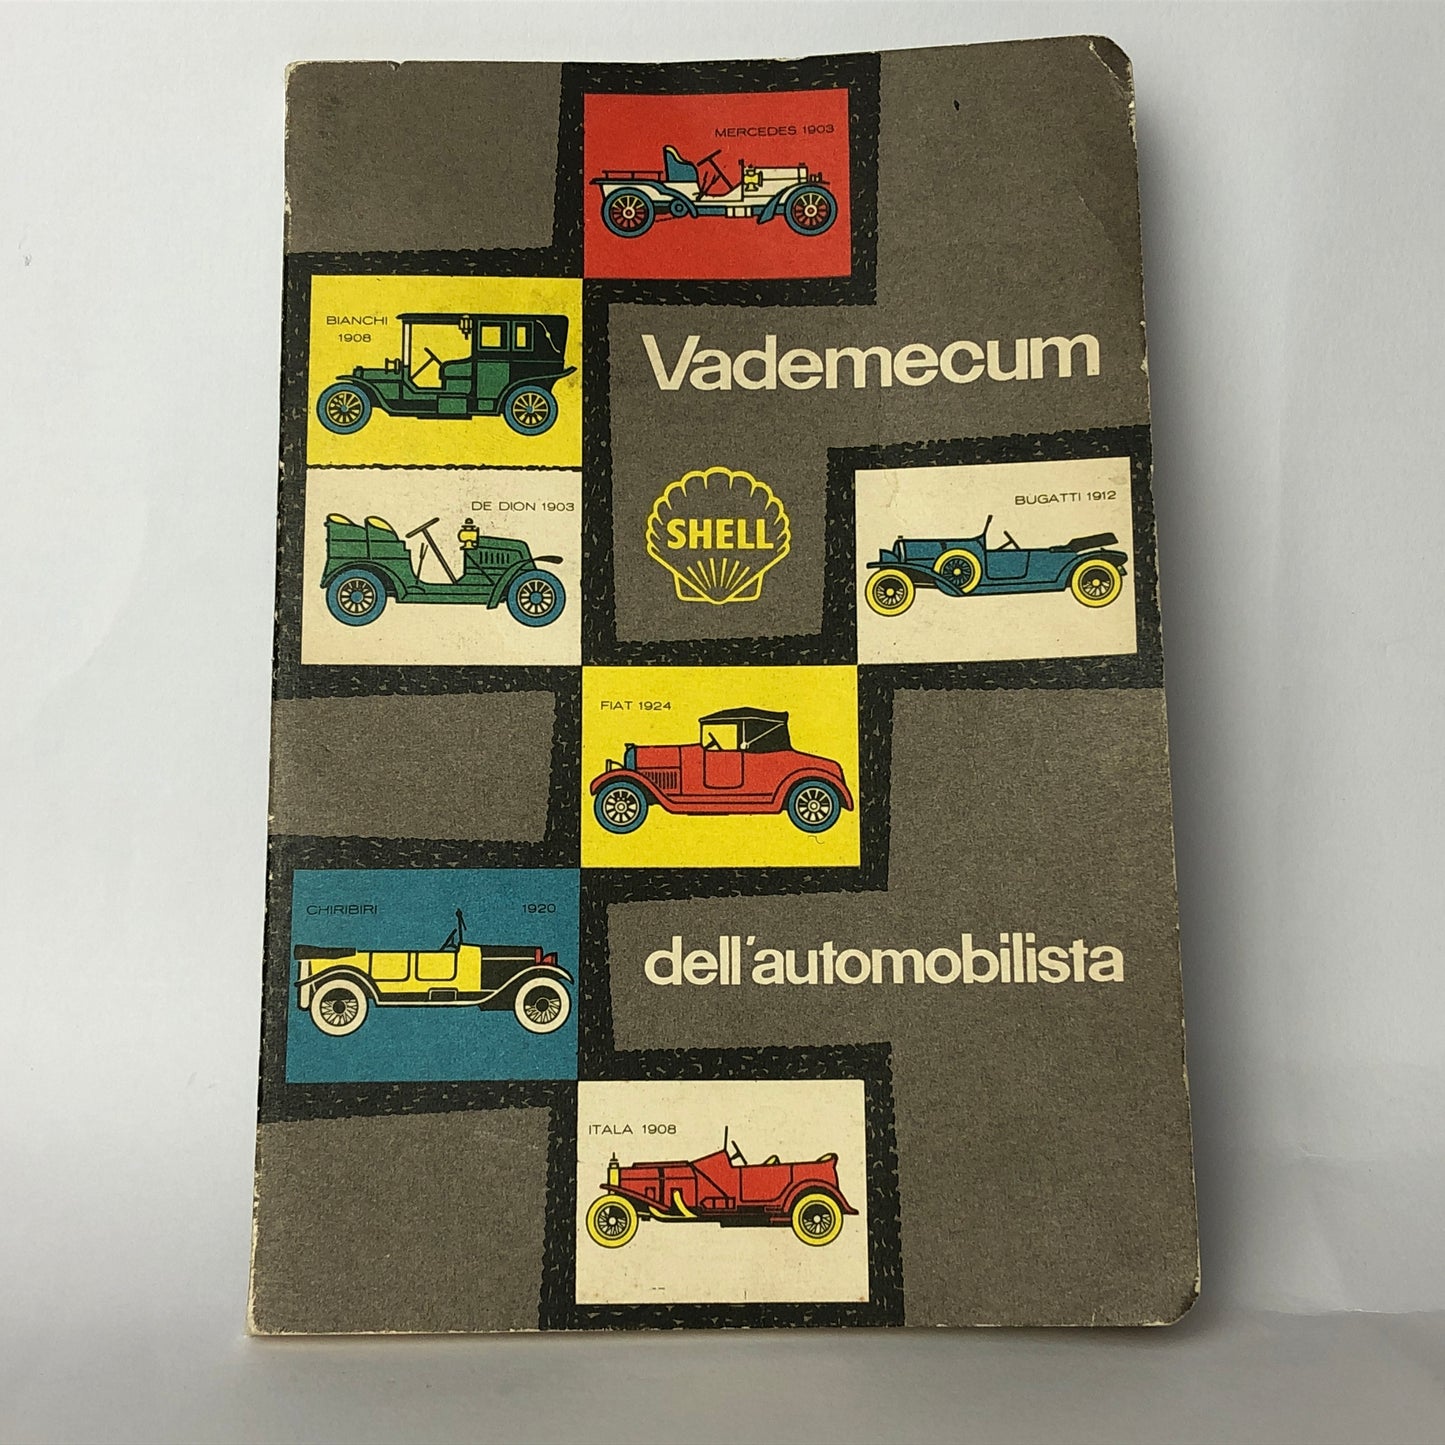 MERCEDES 1903
BIANCHI
1908
Vademecum
DE DION 1903
SHELL
BUGATTI 1912
FIAT 1924
CHIRIBIRI 1920
dell'automobilista
ITALA 1908